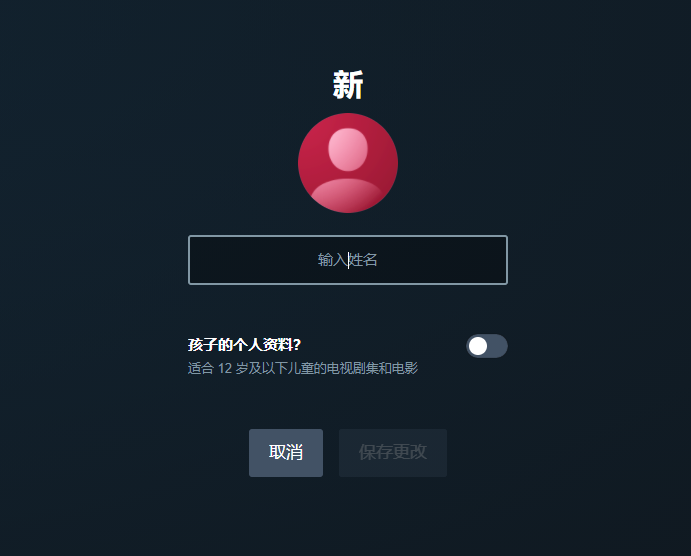 新
输入姓名
孩子的个人资料?
适合 12 岁及以下儿童的电视剧集和电影
取消
保存更改